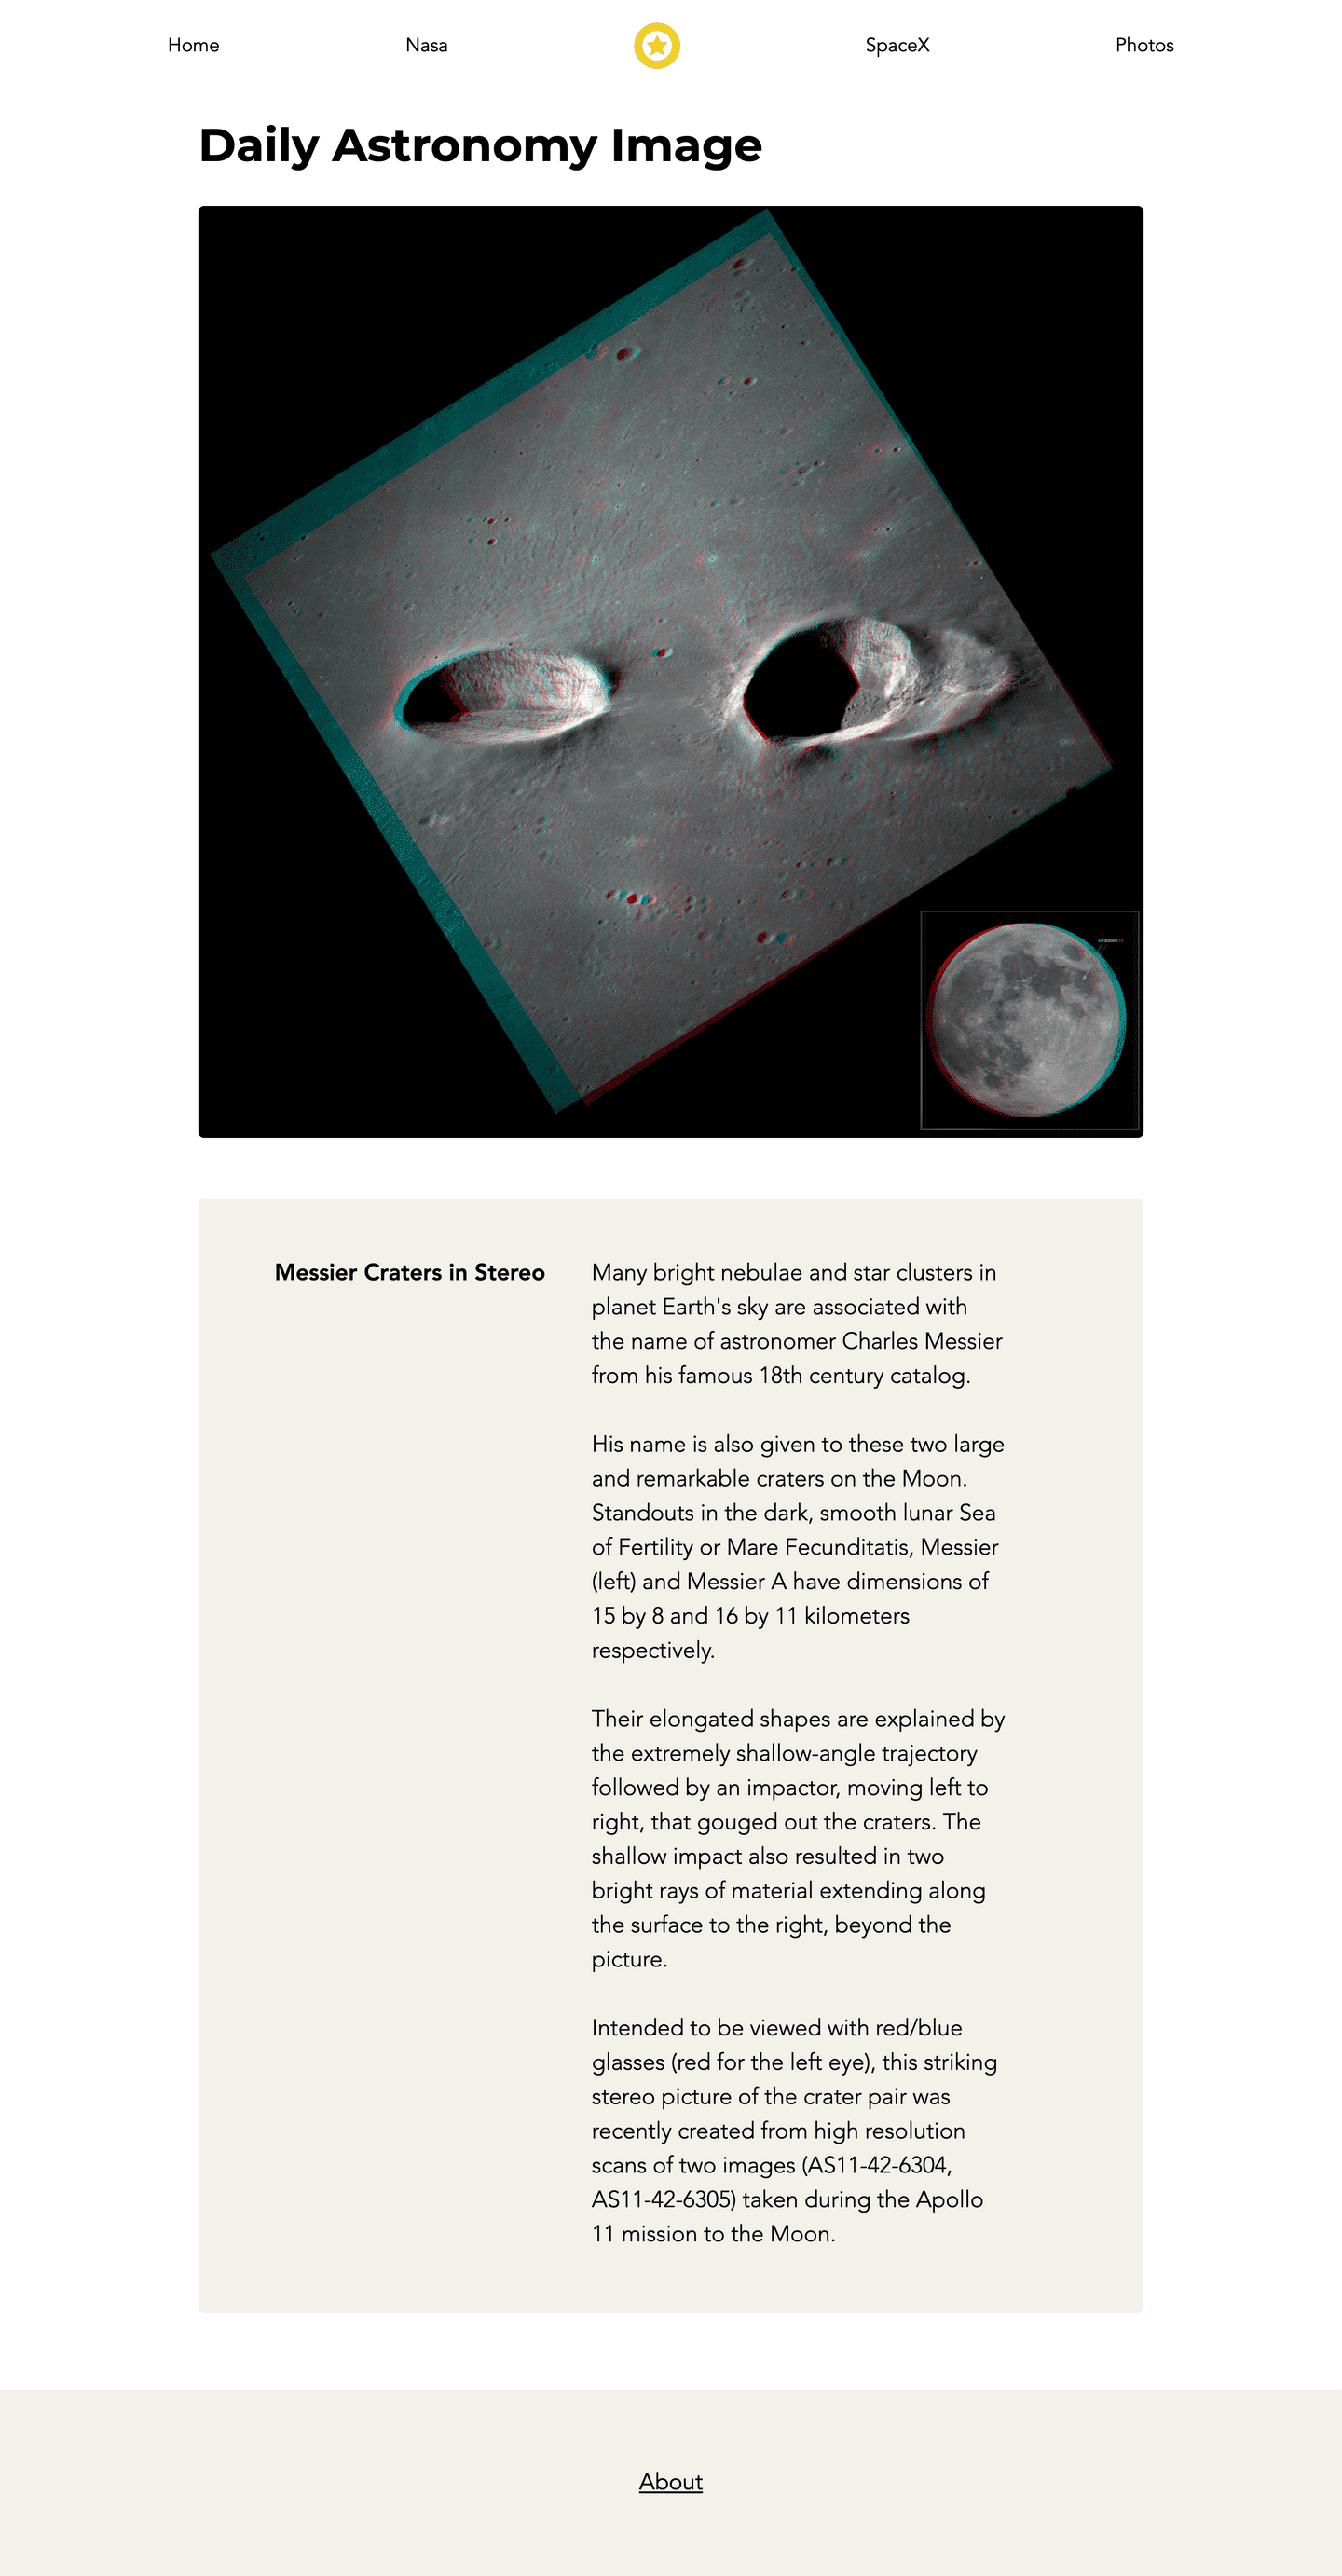 Home
Nasa
SpaceX
Photos
Daily Astronomy Image
Messier Craters in Stereo
Many bright nebulae and star clusters in
planet Earth's sky are associated with
the name of astronomer Charles Messier
from his famous 18th century catalog.
His name is also given to these two large
and remarkable craters on the Moon.
Standouts in the dark, smooth lunar Sea
of Fertility or Mare Fecunditatis, Messier
(left) and Messier A have dimensions of
15 by 8 and 16 by 11 kilometers
respectively.
Their elongated shapes are explained by
the extremely shallow-angle trajectory
followed by an impactor, moving left to
right, that gouged out the craters. The
shallow impact also resulted in two
bright rays of material extending along
the surface to the right, beyond the
picture.
Intended to be viewed with red/blue
glasses (red for the left eye), this striking
stereo picture of the crater pair was
recently created from high resolution
scans of two images (AS11-42-6304,
AS11-42-6305) taken during the Apollo
11 mission to the Moon.
About